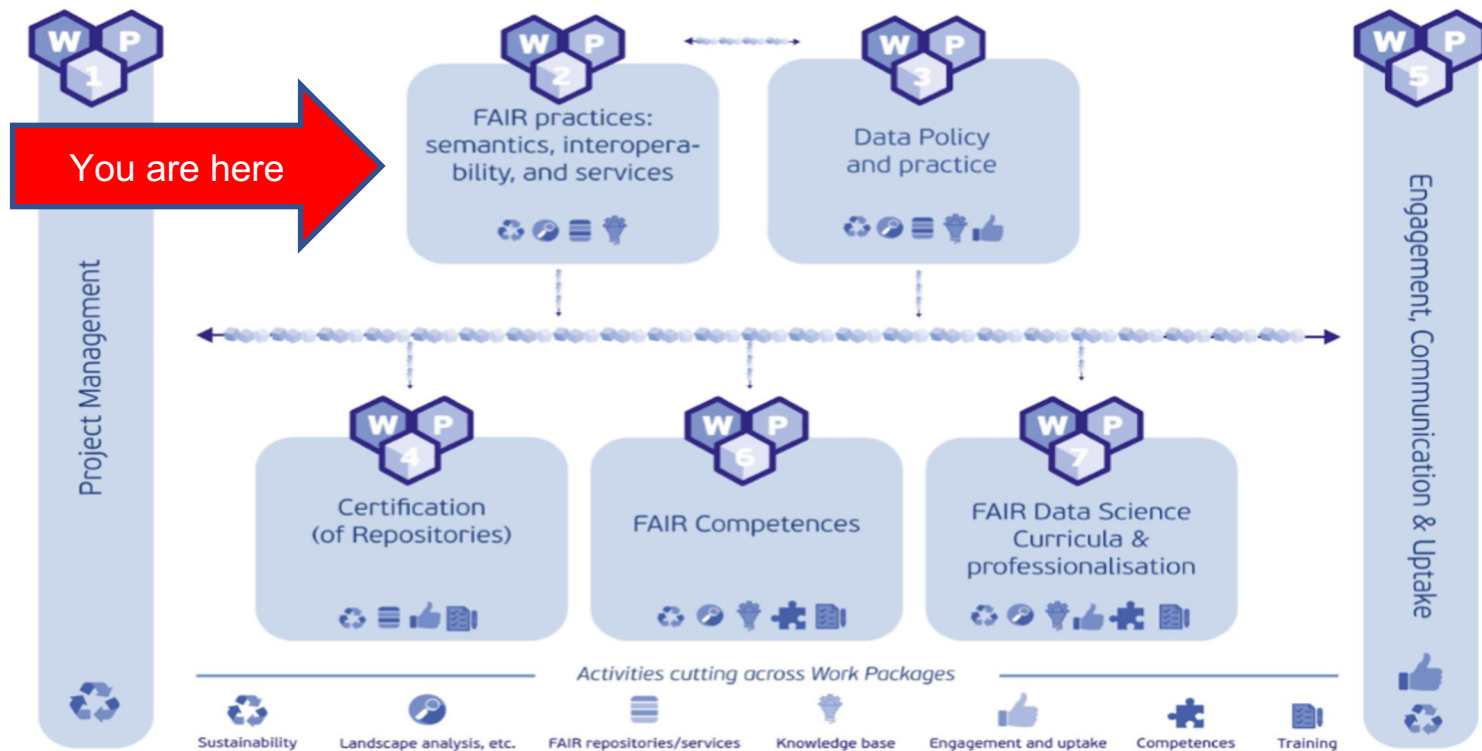 W P
1
Project Management
You are here
W P
2
FAIR practices:
semantics, interopera-
bility, and services
W P
3
Data Policy
and practice
W P
5
Engagement, Communication & Uptake
W P
4
Certification
(of Repositories)
W P
6
FAIR Competences
W P
7
FAIR Data Science
Curricula &
professionalisation
Activities cutting across Work Packages
Sustainability
Landscape analysis, etc.
FAIR repositories/services
Knowledge base
Engagement and uptake
Competences
Training